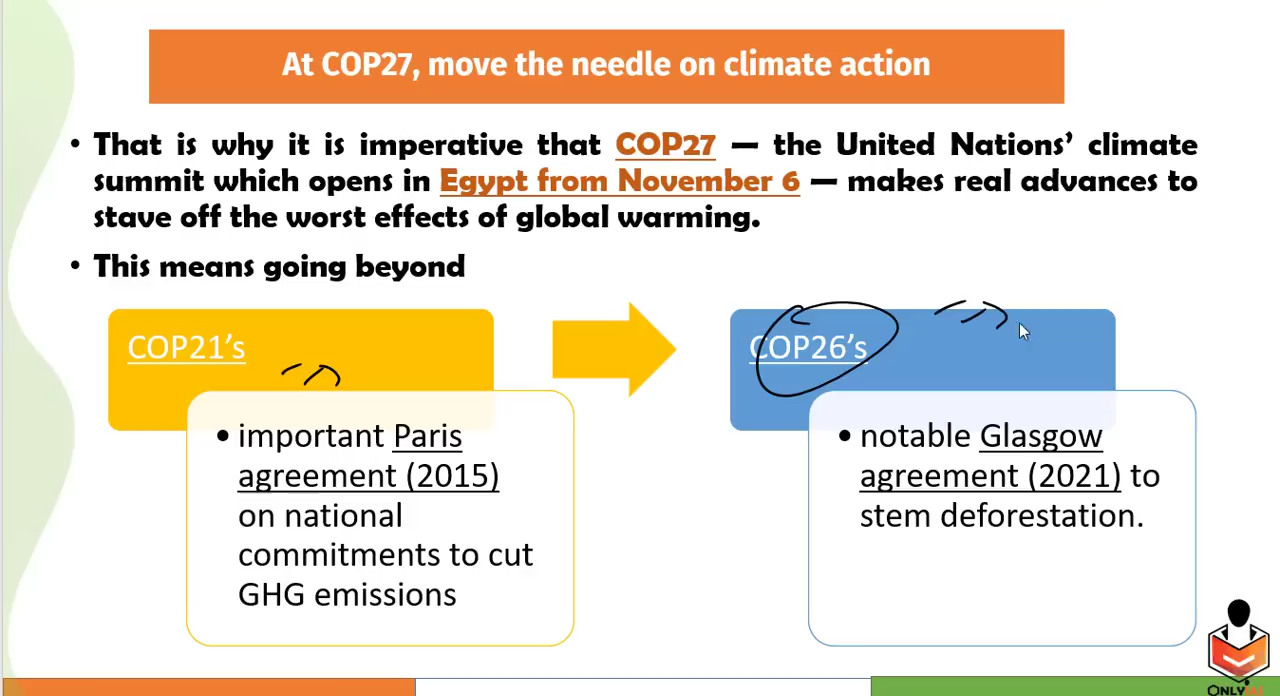 At COP27, move the needle on climate action
• That is why it is imperative that COP27 — the United Nations’ climate
summit which opens in Egypt from November 6 — makes real advances to
stave off the worst effects of global warming.
• This means going beyond
COP21’s
• important Paris
agreement (2015)
on national
commitments to cut
GHG emissions
COP26’s
• notable Glasgow
agreement (2021) to
stem deforestation.